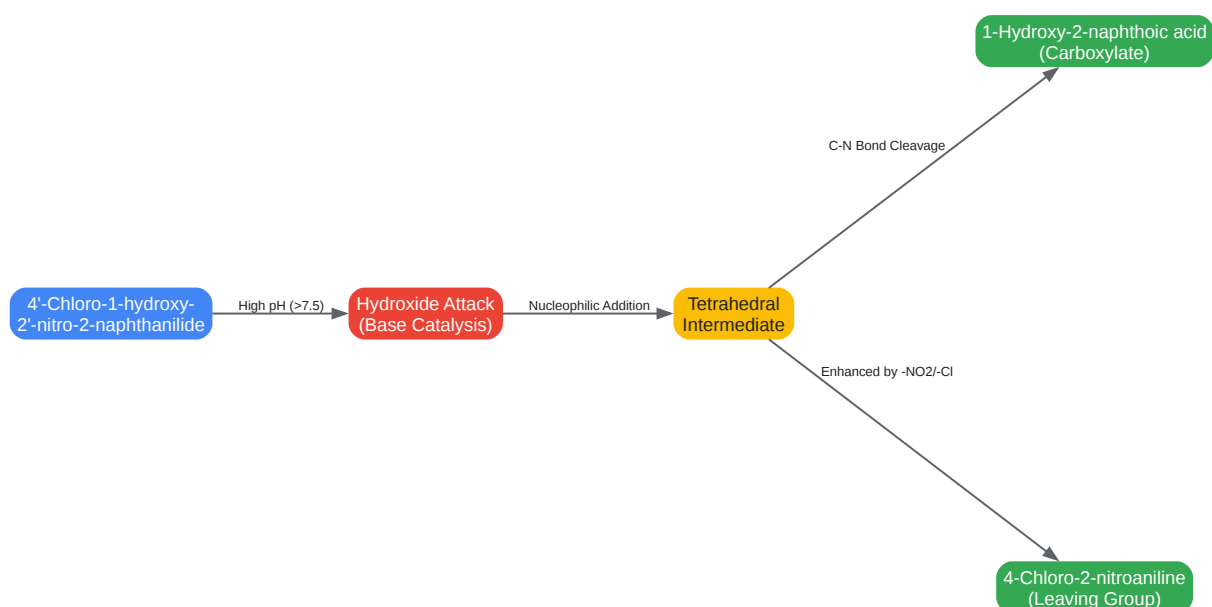 1-Hydroxy-2-naphthoic acid
(Carboxylate)
C-N Bond Cleavage
4'-Chloro-1-hydroxy-
2'-nitro-2-naphthanilide
High pH (>7.5)
Hydroxide Attack
(Base Catalysis)
Nucleophilic Addition
Tetrahedral
Intermediate
Enhanced by -NO2/-Cl
4-Chloro-2-nitroaniline
(Leaving Group)